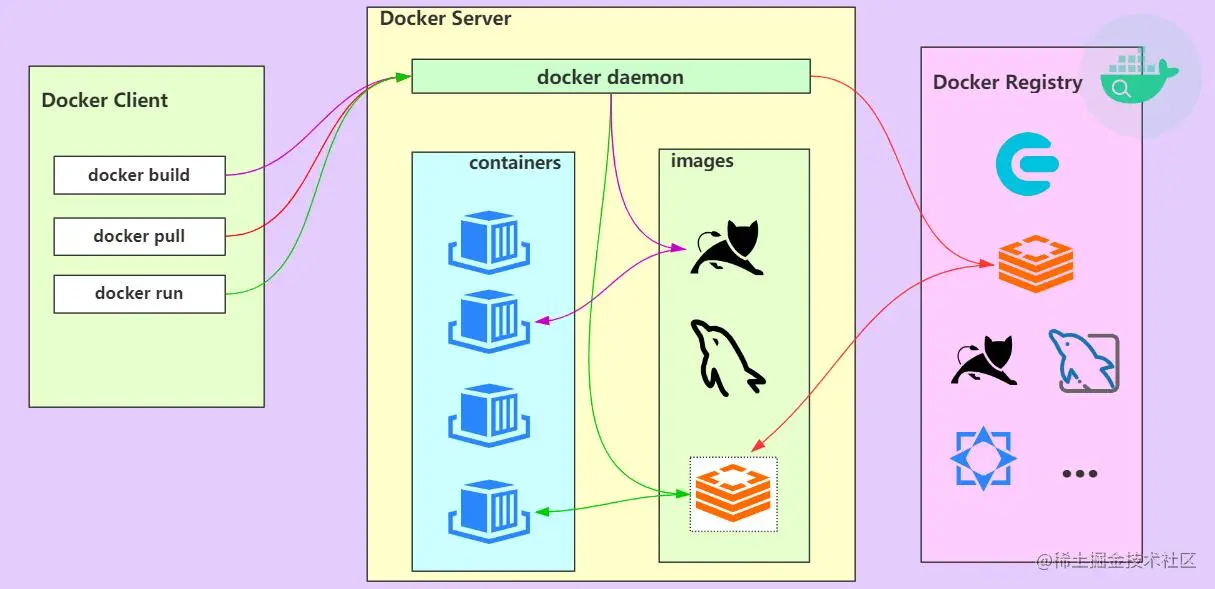 Docker Server
docker daemon
Docker Client
Docker Registry
containers
images
docker build
docker pull
docker run
@稀土掘金技术社区